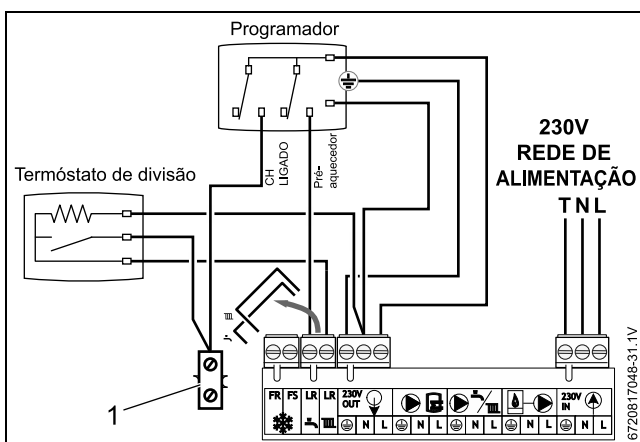 Programador
Termóstato de divisão
CH
LIGADO
Pré-
aquecedor
230V
REDE DE
ALIMENTAÇÃO
T N L
1
FR FS LR LR 230V
OUT
230V
IN
N L N L N L N L N L
6720817048-31.1V